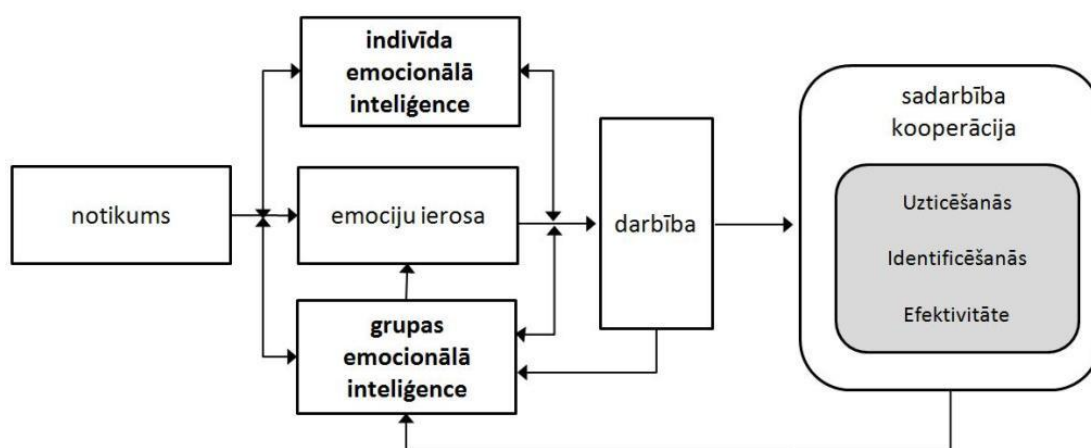 indivīda
emocionālā
inteliģence
notikums
emociju ierosa
grupas
emocionālā
inteliģence
darbība
sadarbība
kooperācija
Uzticēšanās
Identificēšanās
Efektivitāte